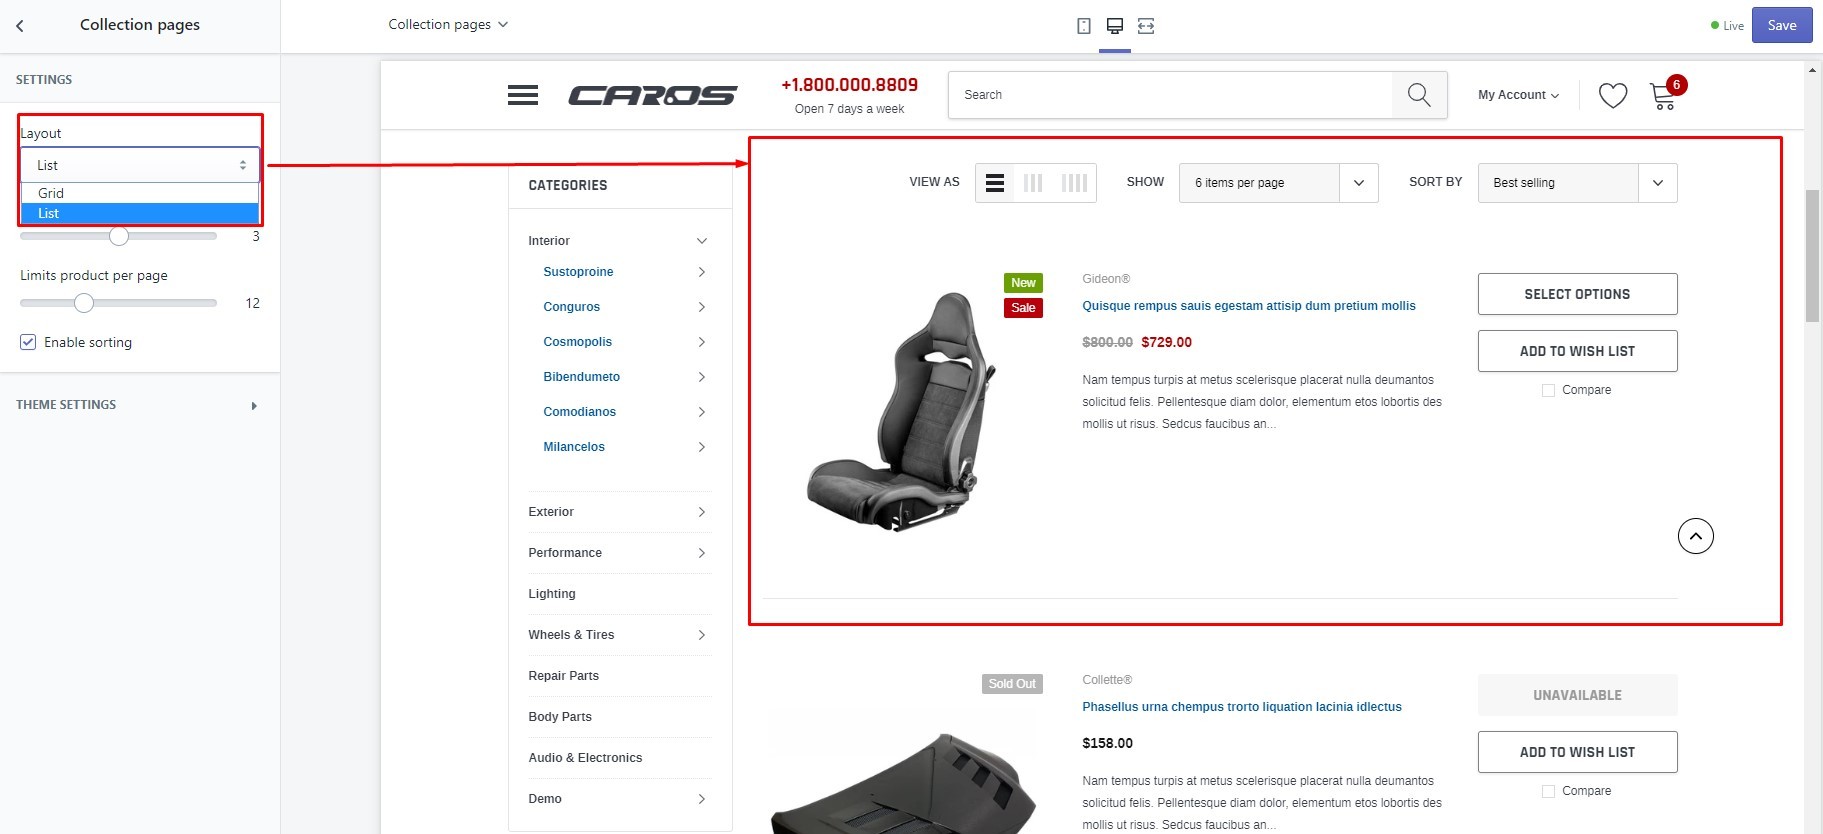 Collection pages
Collection pages
Live
Save
SETTINGS
Layout
List
Grid
List
3
Limits product per page
12
Enable sorting
THEME SETTINGS
CAROS
+1.800.000.8809
Open 7 days a week
Search
My Account
6
CATEGORIES
Interior
Sustoproine
Conguros
Cosmopolis
Bibendumeto
Comodianos
Milancelos
Exterior
Performance
Lighting
Wheels & Tires
Repair Parts
Body Parts
Audio & Electronics
Demo
VIEW AS
SHOW
6 items per page
SORT BY
Best selling
New
Sale
Gideon®
Quisque rempus sauis egestam attisip dum pretium mollis
$800.00 $729.00
Nam tempus turpis at metus scelerisque placerat nulla deumantos
solicitud felis. Pellentesque diam dolor, elementum etos lobortis des
mollis ut risus. Sedcus faucibus an...
SELECT OPTIONS
ADD TO WISH LIST
Compare
Sold Out
Collette®
Phasellus urna chempus trorto liquation lacinia idlectus
$158.00
Nam tempus turpis at metus scelerisque placerat nulla deumantos
solicitud felis. Pellentesque diam dolor, elementum etos lobortis des
mollis ut risus. Sedcus faucibus an...
UNAVAILABLE
ADD TO WISH LIST
Compare